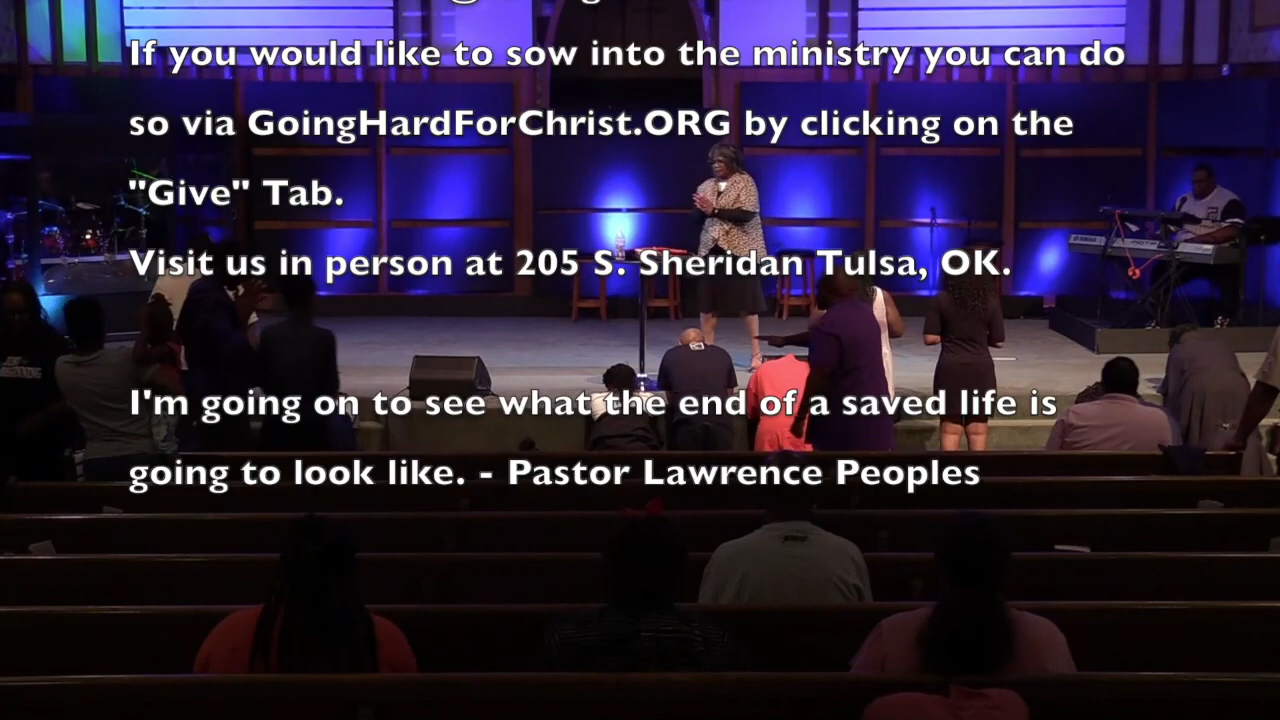 If you would like to sow into the ministry you can do
so via GoingHardForChrist.ORG by clicking on the
"Give" Tab.
Visit us in person at 205 S. Sheridan Tulsa, OK.
I'm going on to see what the end of a saved life is
going to look like. - Pastor Lawrence Peoples